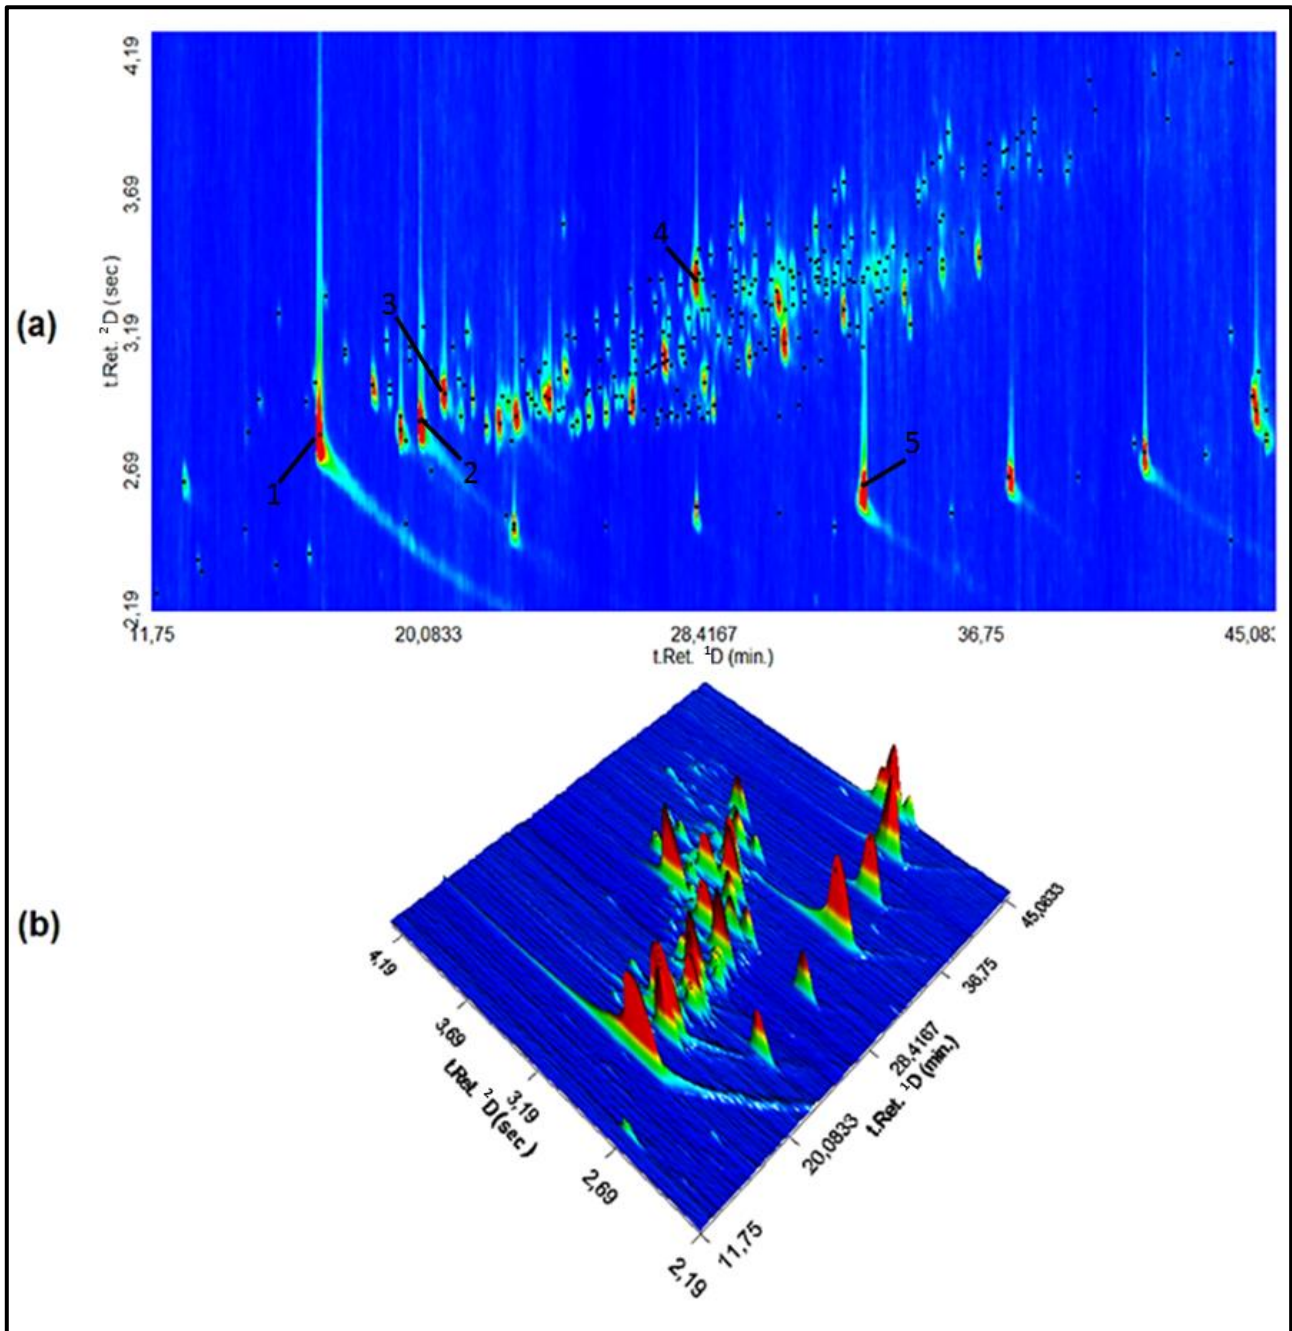 (a)
t.Ret. ²D (sec)
4,19
3,69
3,19
2,69
2,19
1
2
3
4
5
11,75 20,0833 28,4167 36,75 45,083
t.Ret. ¹D (min.)
(b)
4,19
3,69
3,19
2,69
2,19
t.Ret. ²D (sec.)
11,75
20,0833
28,4167
36,75
45,0833
t.Ret. ¹D (min.)